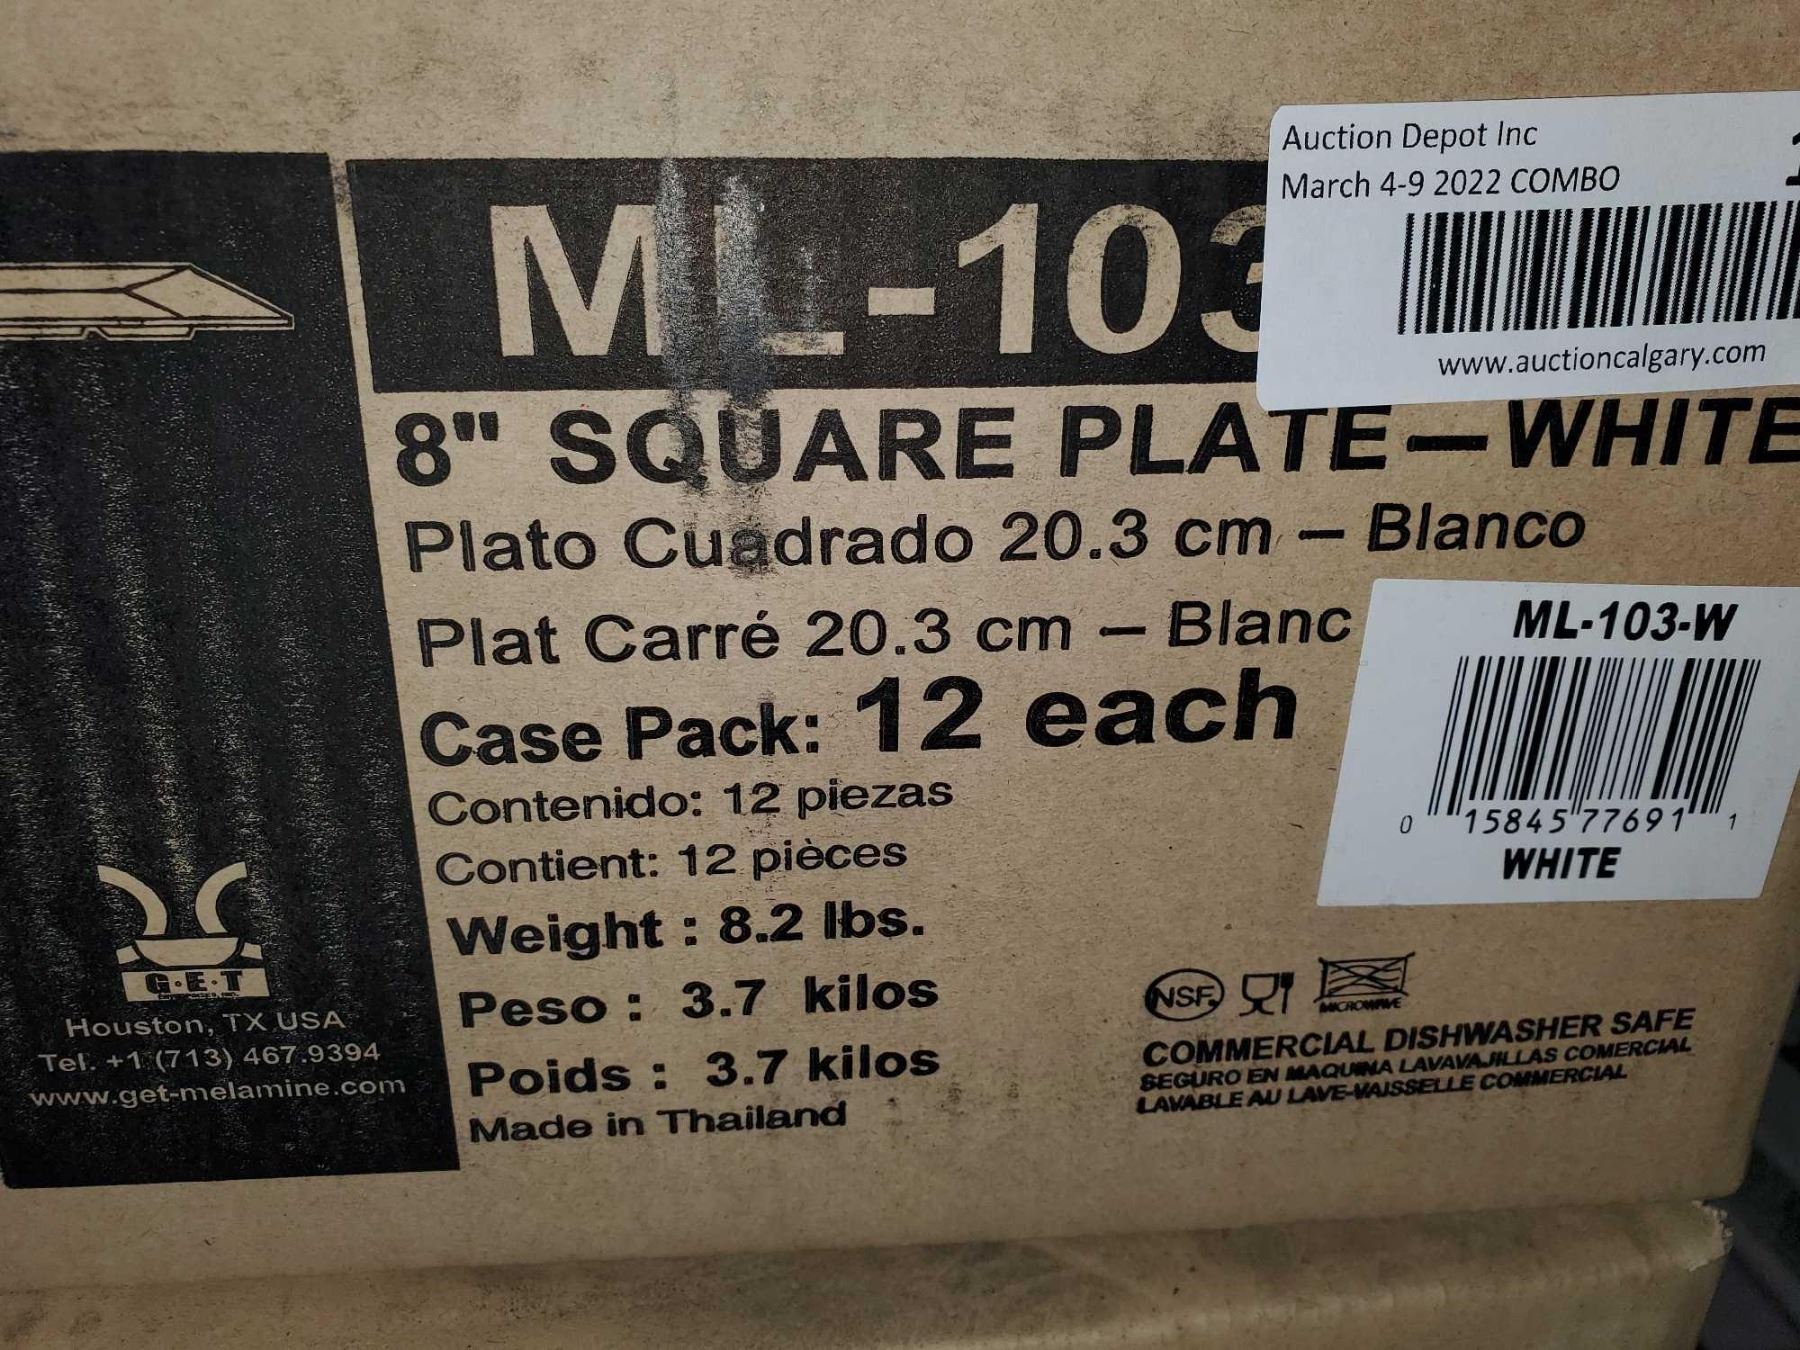 Auction Depot Inc
March 4-9 2022 COMBO
www.auctioncalgary.com
ML-103
8" SQUARE PLATE—WHITE
Plato Cuadrado 20.3 cm – Blanco
Plat Carré 20.3 cm – Blanc
Case Pack: 12 each
Contenido: 12 piezas
Contient: 12 pièces
Weight : 8.2 lbs.
Peso : 3.7 kilos
Poids : 3.7 kilos
Made in Thailand
ML-103-W
0 15845 77691 1
WHITE
NSF®
MICROWAVE
COMMERCIAL DISHWASHER SAFE
SEGURO EN MAQUINA LAVAVAJILLAS COMERCIAL
LAVABLE AU LAVE-VAISSELLE COMMERCIAL
G·E·T
Houston, TX USA
Tel. +1 (713) 467.9394
www.get-melamine.com